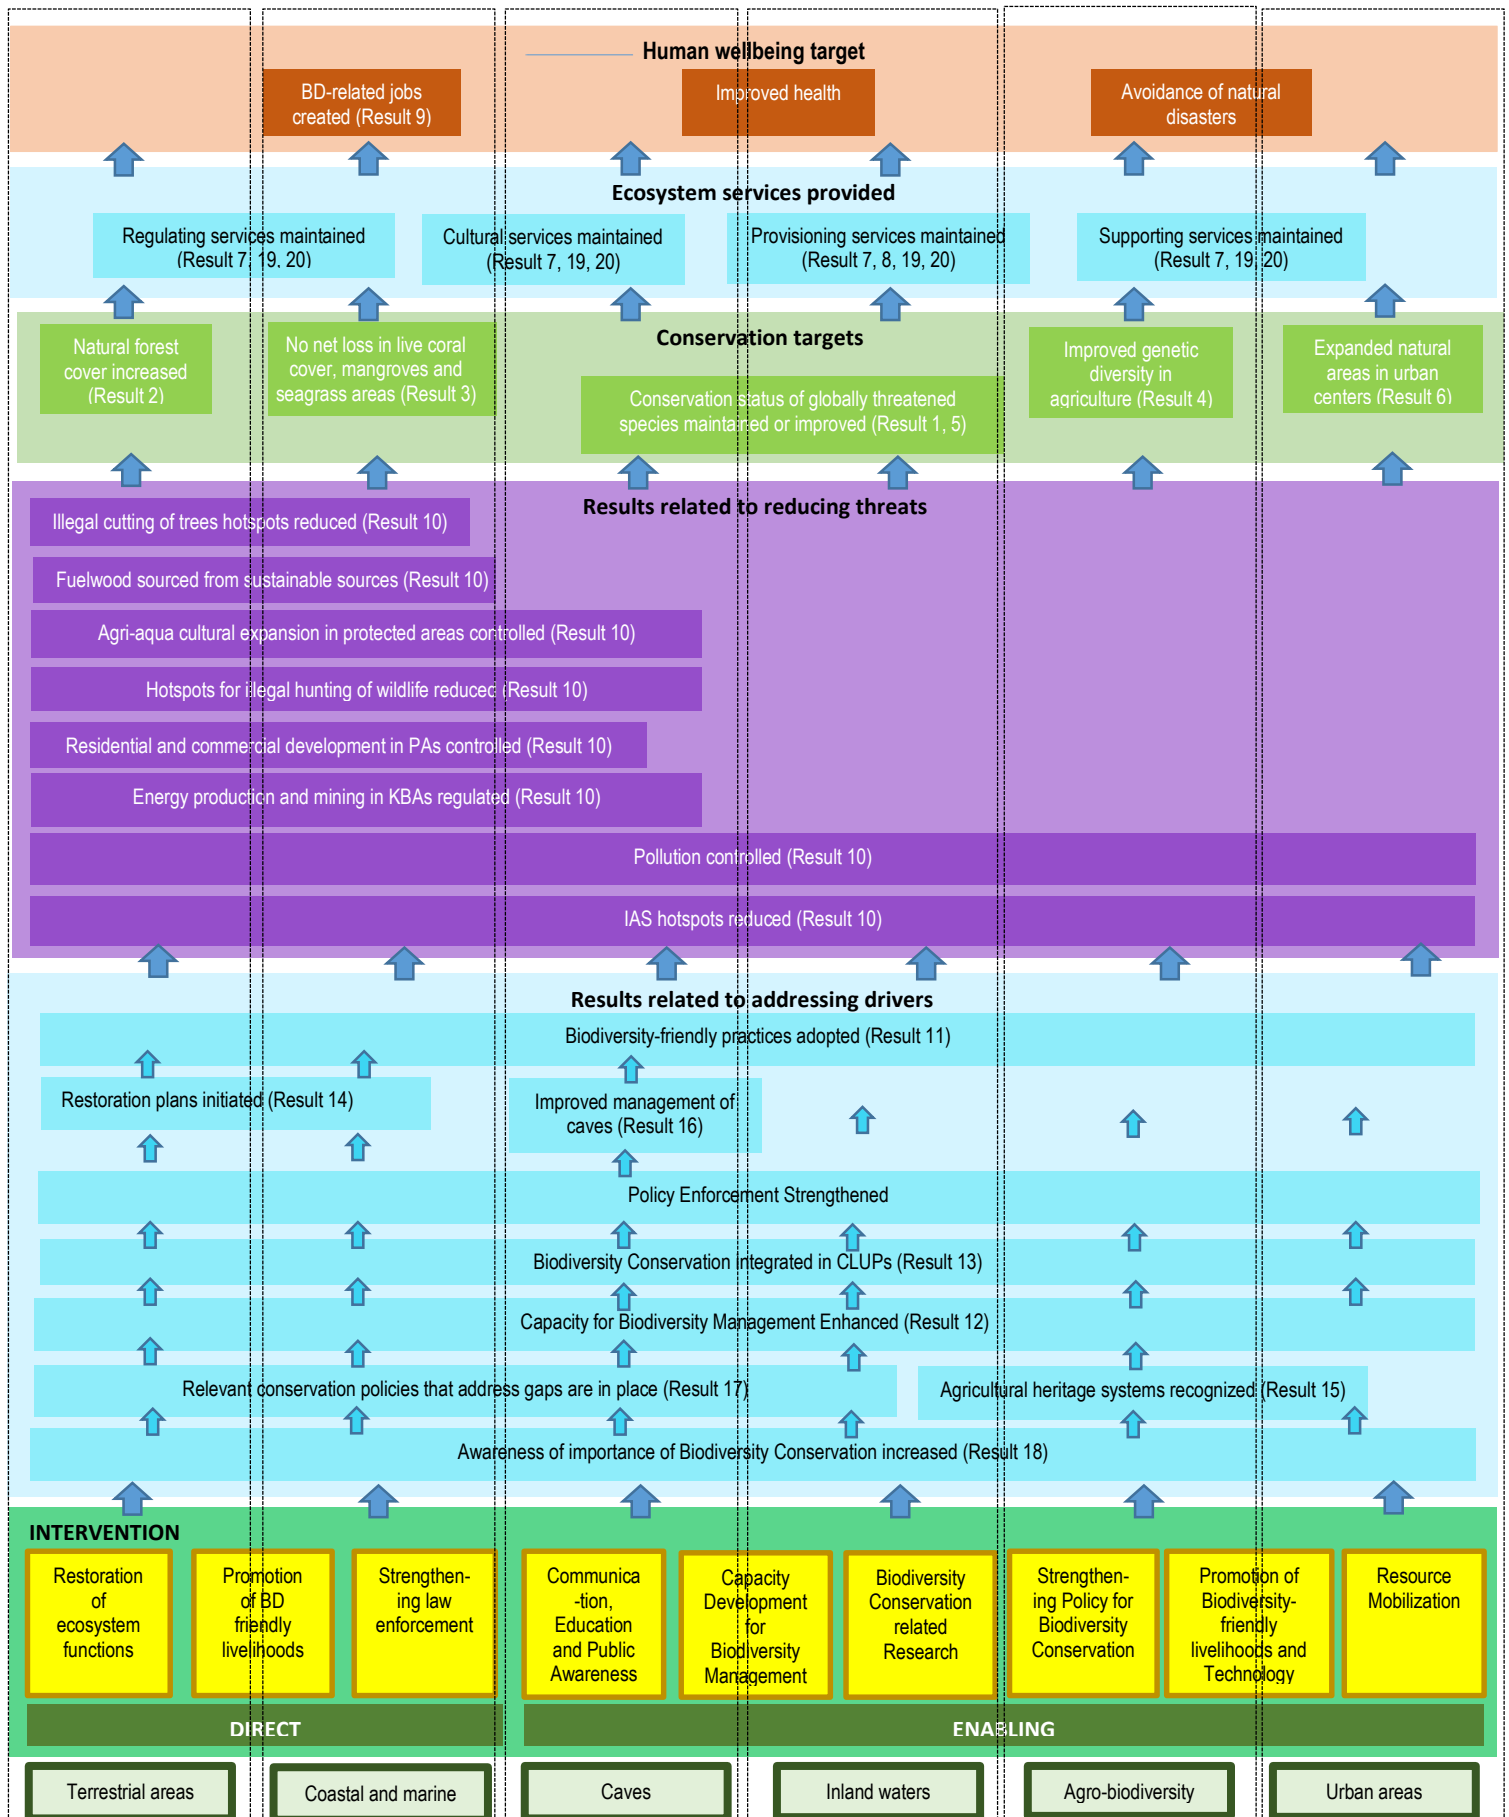 Human wellbeing target
BD-related jobs
created (Result 9)
Improved health
Avoidance of natural
disasters
Ecosystem services provided
Regulating services maintained
(Result 7, 19, 20)
Cultural services maintained
(Result 7, 19, 20)
Provisioning services maintained
(Result 7, 8, 19, 20)
Supporting services maintained
(Result 7, 19, 20)
Conservation targets
Natural forest
cover increased
(Result 2)
No net loss in live coral
cover, mangroves and
seagrass areas (Result 3)
Conservation status of globally threatened
species maintained or improved (Result 1, 5)
Improved genetic
diversity in
agriculture (Result 4)
Expanded natural
areas in urban
centers (Result 6)
Results related to reducing threats
Illegal cutting of trees hotspots reduced (Result 10)
Fuelwood sourced from sustainable sources (Result 10)
Agri-aqua cultural expansion in protected areas controlled (Result 10)
Hotspots for illegal hunting of wildlife reduced (Result 10)
Residential and commercial development in PAs controlled (Result 10)
Energy production and mining in KBAs regulated (Result 10)
Pollution controlled (Result 10)
IAS hotspots reduced (Result 10)
Results related to addressing drivers
Biodiversity-friendly practices adopted (Result 11)
Restoration plans initiated (Result 14)
Improved management of
caves (Result 16)
Policy Enforcement Strengthened
Biodiversity Conservation integrated in CLUPs (Result 13)
Capacity for Biodiversity Management Enhanced (Result 12)
Relevant conservation policies that address gaps are in place (Result 17)
Agricultural heritage systems recognized (Result 15)
Awareness of importance of Biodiversity Conservation increased (Result 18)
INTERVENTION
Restoration
of
ecosystem
functions
Promotion
of BD
friendly
livelihoods
Strengthen-
ing law
enforcement
Communica
-tion,
Education
and Public
Awareness
Capacity
Development
for
Biodiversity
Management
Biodiversity
Conservation
related
Research
Strengthen-
ing Policy for
Biodiversity
Conservation
Promotion of
Biodiversity-
friendly
livelihoods and
Technology
Resource
Mobilization
DIRECT
ENABLING
Terrestrial areas
Coastal and marine
Caves
Inland waters
Agro-biodiversity
Urban areas